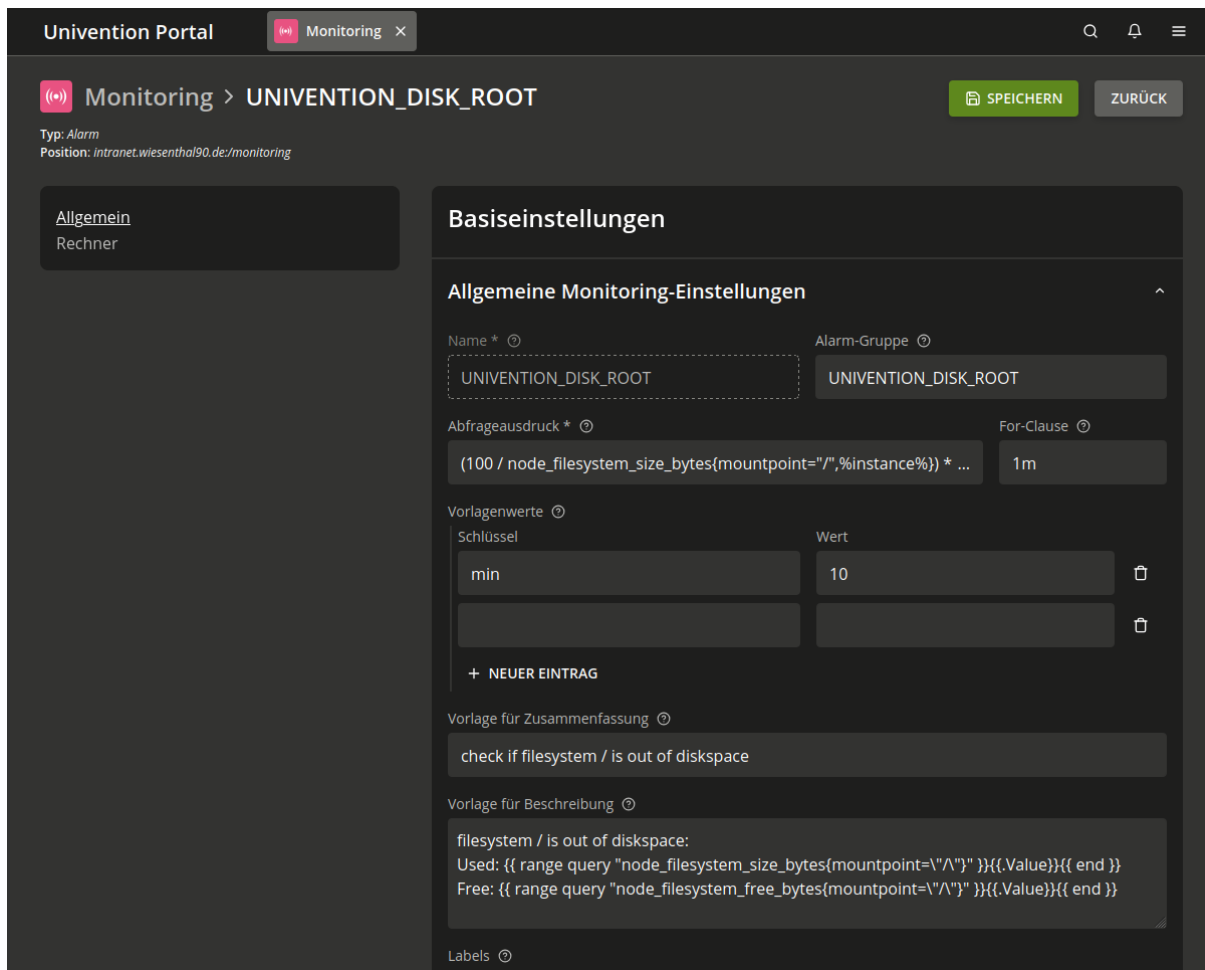 Univention Portal
Monitoring
Monitoring > UNIVENTION_DISK_ROOT
SPEICHERN
ZURÜCK
Typ: Alarm
Position: intranet.wiesenthal90.de:/monitoring
Allgemein
Rechner
Basiseinstellungen
Allgemeine Monitoring-Einstellungen
Name *
Alarm-Gruppe
UNIVENTION_DISK_ROOT
UNIVENTION_DISK_ROOT
Abfrageausdruck *
For-Clause
(100 / node_filesystem_size_bytes{mountpoint="/",%instance%}) * ...
1m
Vorlagenwerte
Schlüssel
Wert
min
10
+ NEUER EINTRAG
Vorlage für Zusammenfassung
check if filesystem / is out of diskspace
Vorlage für Beschreibung
filesystem / is out of diskspace:
Used: {{ range query "node_filesystem_size_bytes{mountpoint=\"/\"}" }}{{.Value}}{{ end }}
Free: {{ range query "node_filesystem_free_bytes{mountpoint=\"/\"}" }}{{.Value}}{{ end }}
Labels